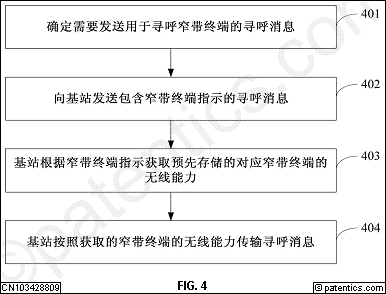 确定需要发送用于寻呼窄带终端的寻呼消息
401
向基站发送包含窄带终端指示的寻呼消息
402
基站根据窄带终端指示获取预先存储的对应窄带终端的
无线能力
403
基站按照获取的窄带终端的无线能力传输寻呼消息
404
©patentics.com
CN103428809
FIG. 4
© patentics.com